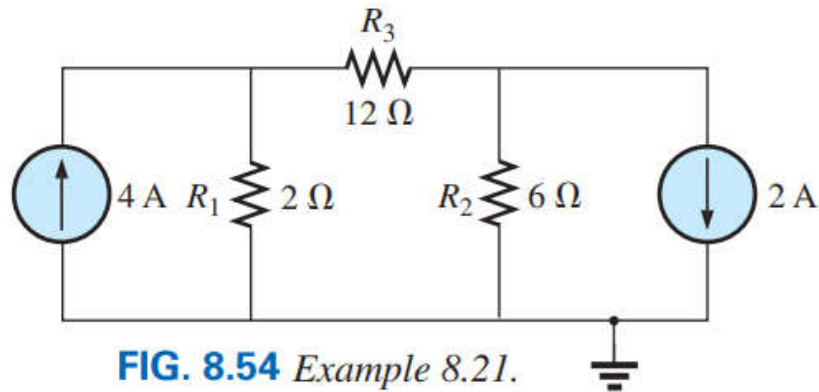 R3
12 Ω
4 A R1 2 Ω R2 6 Ω 2 A
FIG. 8.54 Example 8.21.